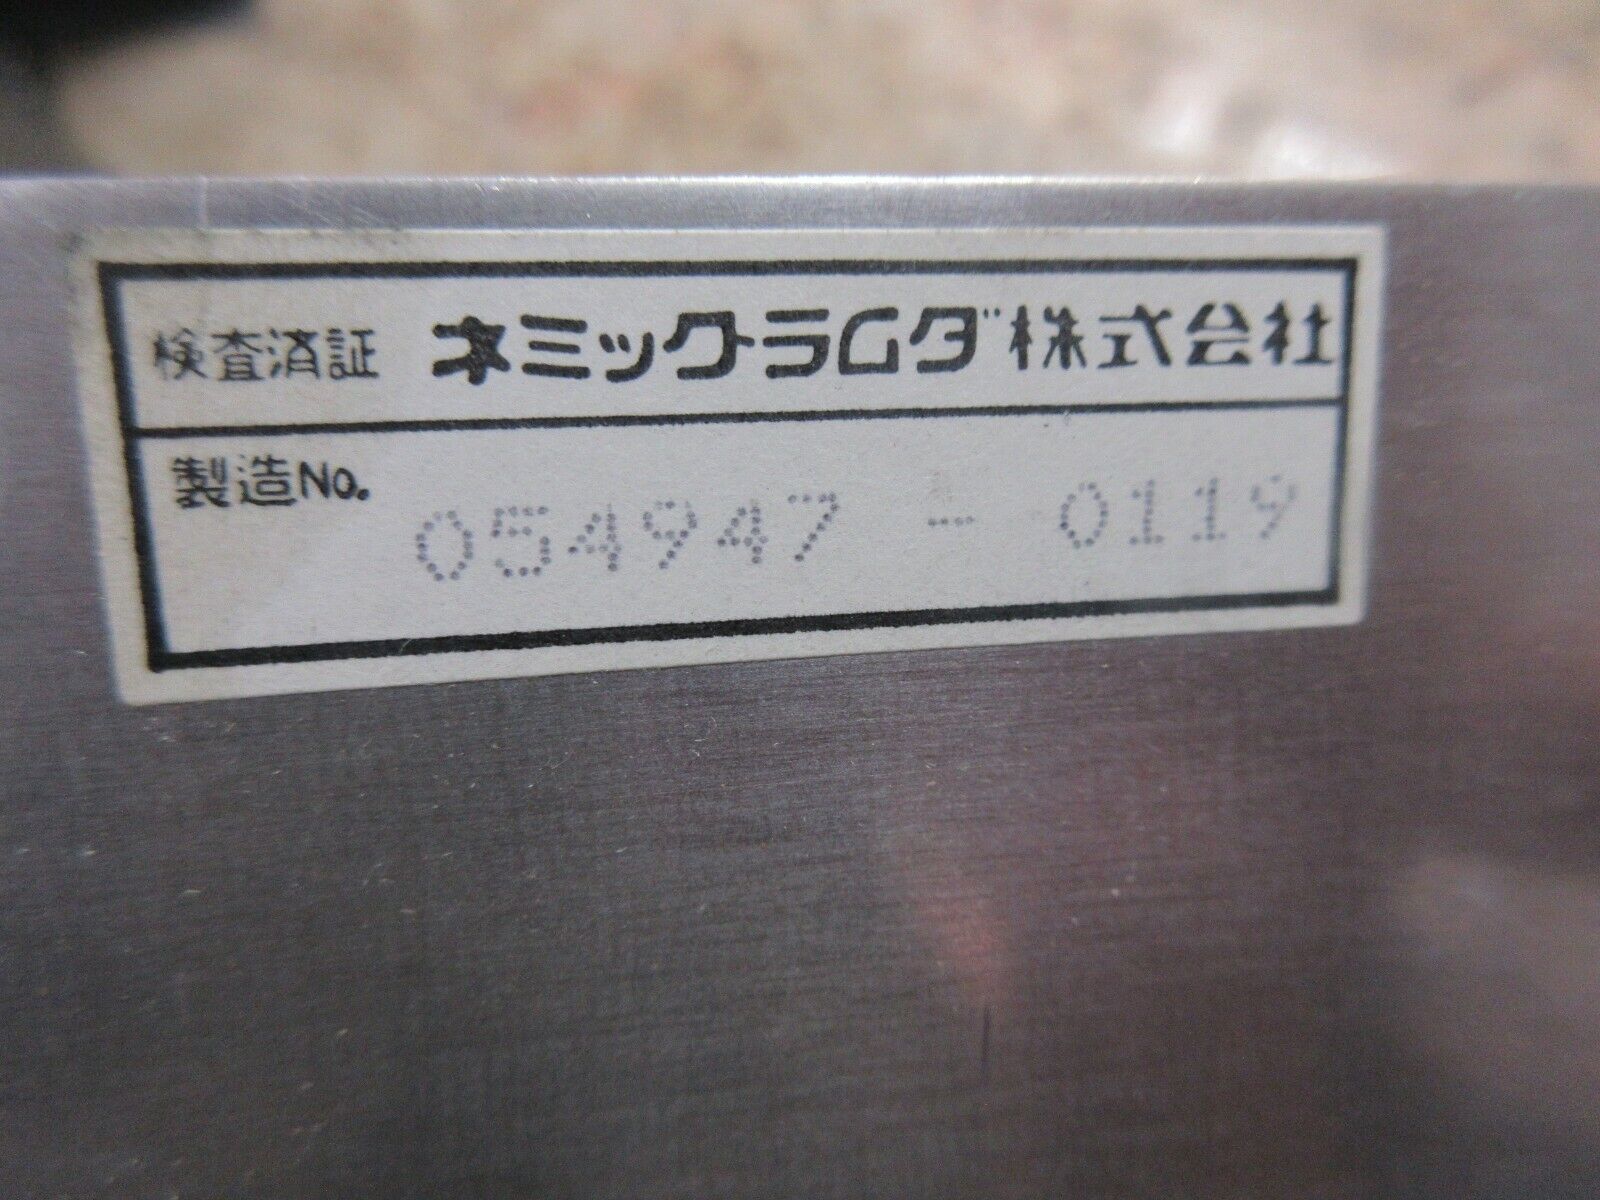 検査済証 ネミック・ラムダ 株式会社
製造No. 054947 - 0119